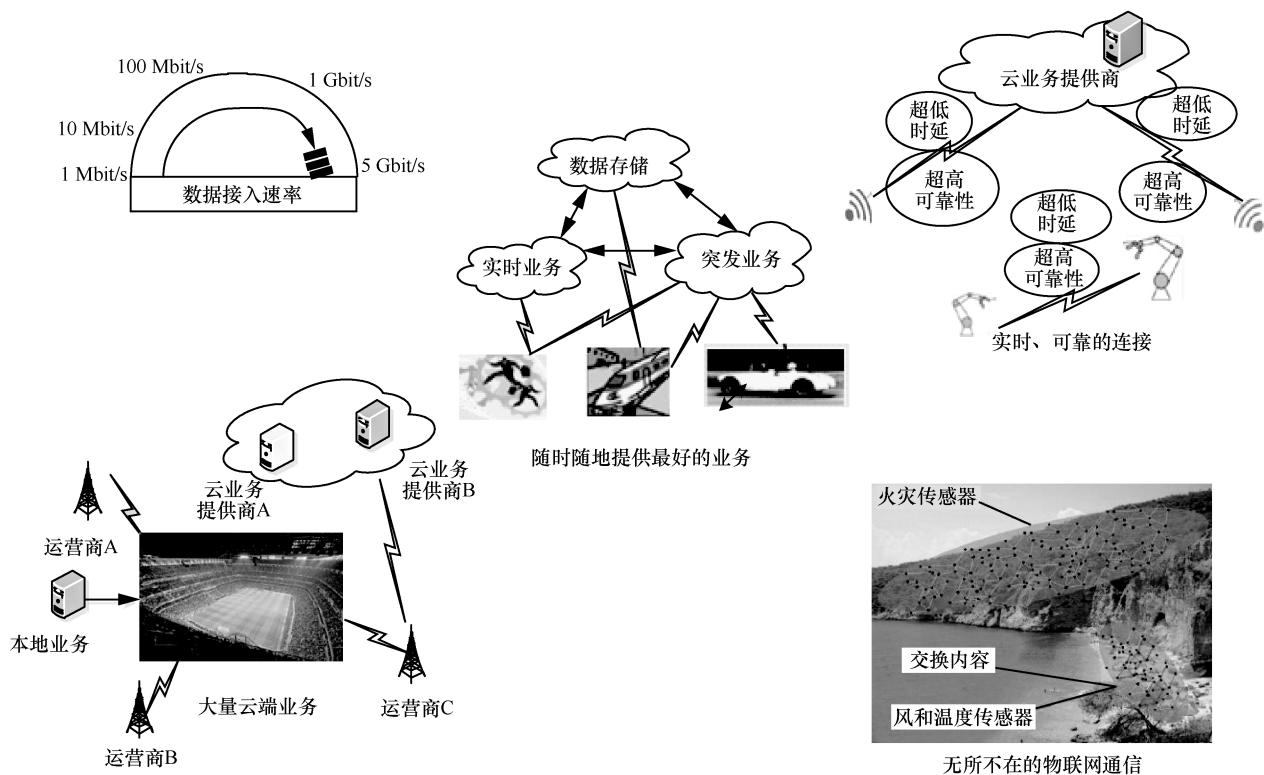 100 Mbit/s
1 Gbit/s
10 Mbit/s
1 Mbit/s
5 Gbit/s
数据接入速率
数据存储
实时业务
突发业务
随时随地提供最好的业务
云业务提供商
超低
时延
超高
可靠性
超低
时延
超高
可靠性
超低
时延
超高
可靠性
实时、可靠的连接
云业务
提供商A
云业务
提供商B
运营商A
本地业务
运营商B
大量云端业务
运营商C
火灾传感器
交换内容
风和温度传感器
无所不在的物联网通信